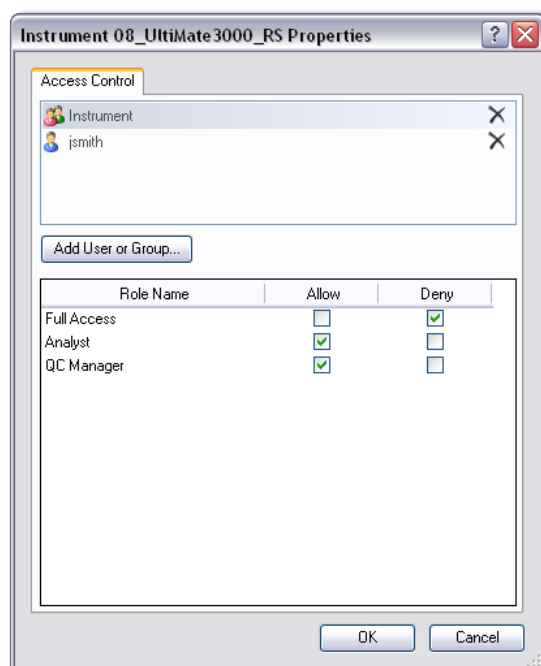 Instrument 08_UltiMate3000_RS Properties
Access Control
Instrument
jsmith
Add User or Group...
Role Name Allow Deny
Full Access
Analyst
QC Manager
OK Cancel